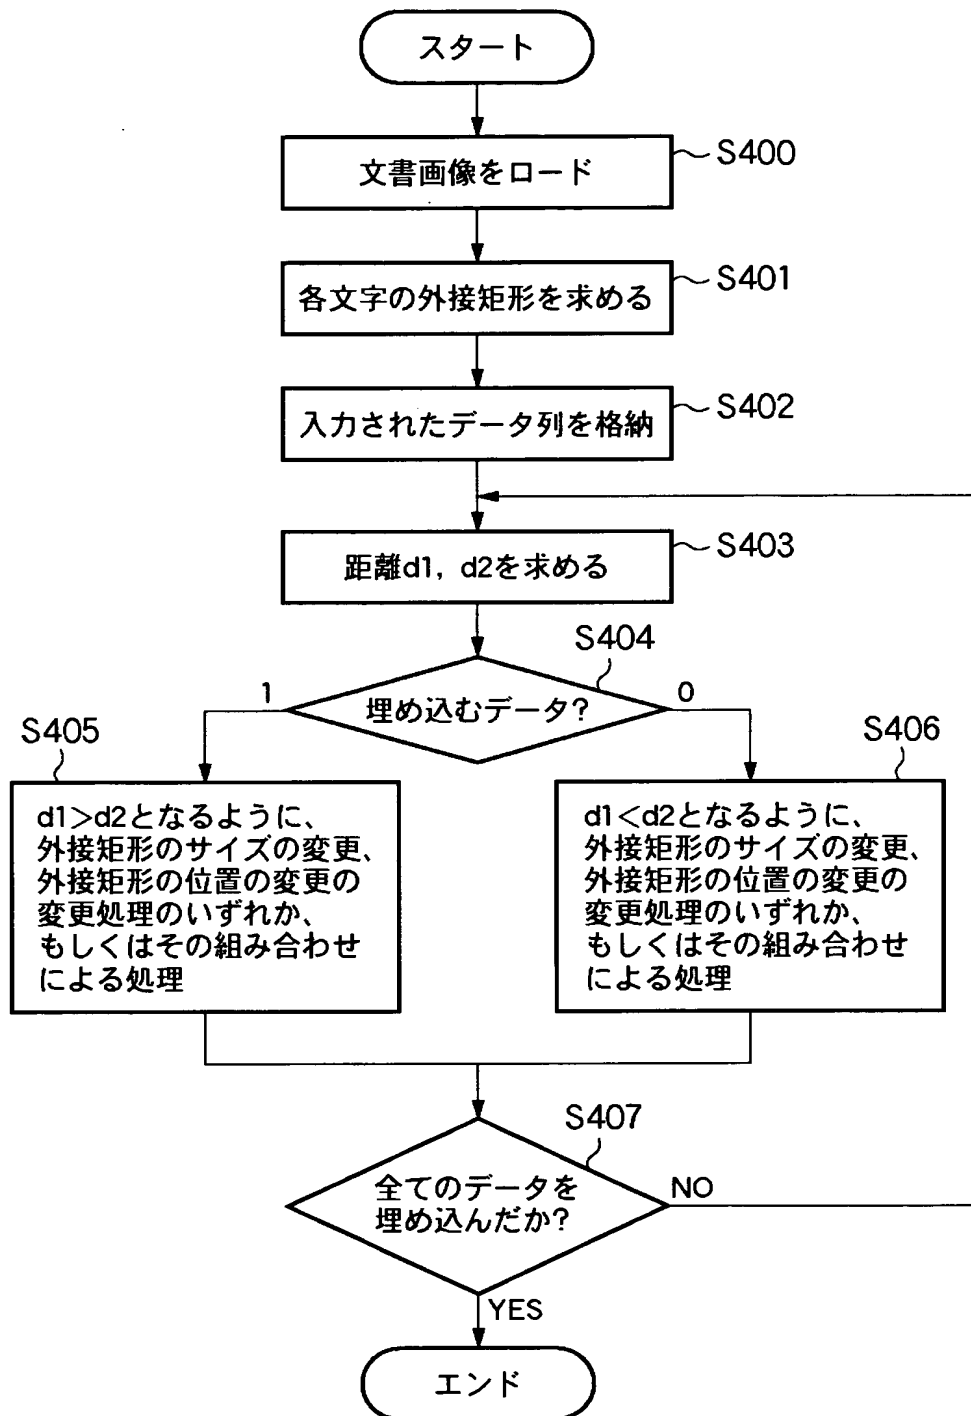 スタート
文書画像をロード
S400
各文字の外接矩形を求める
S401
入力されたデータ列を格納
S402
距離d1, d2を求める
S403
S404
埋め込むデータ?
1
0
S405
d1>d2となるように、
外接矩形のサイズの変更、
外接矩形の位置の変更の
変更処理のいずれか、
もしくはその組み合わせ
による処理
S406
d1<d2となるように、
外接矩形のサイズの変更、
外接矩形の位置の変更の
変更処理のいずれか、
もしくはその組み合わせ
による処理
S407
全てのデータを
埋め込んだか?
NO
YES
エンド